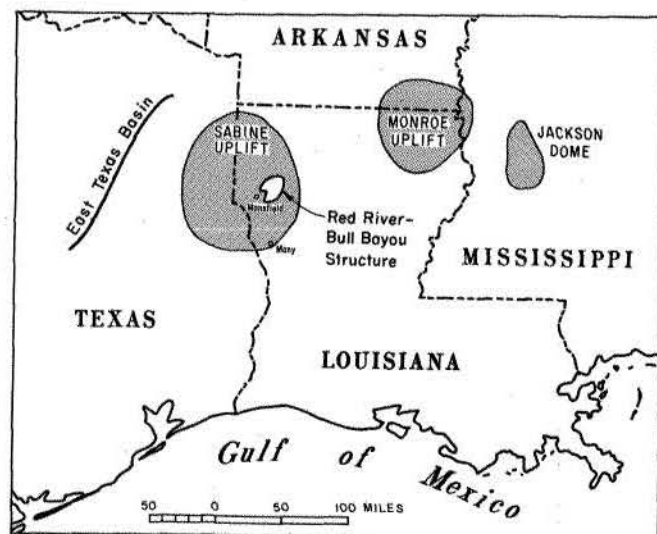 ARKANSAS
SABINE
UPLIFT
MONROE
UPLIFT
JACKSON
DOME
East Texas Basin
Mansfield
Red River-
Bull Bayou
Structure
Many
MISSISSIPPI
TEXAS
LOUISIANA
Gulf of Mexico
50 0 50 100 MILES